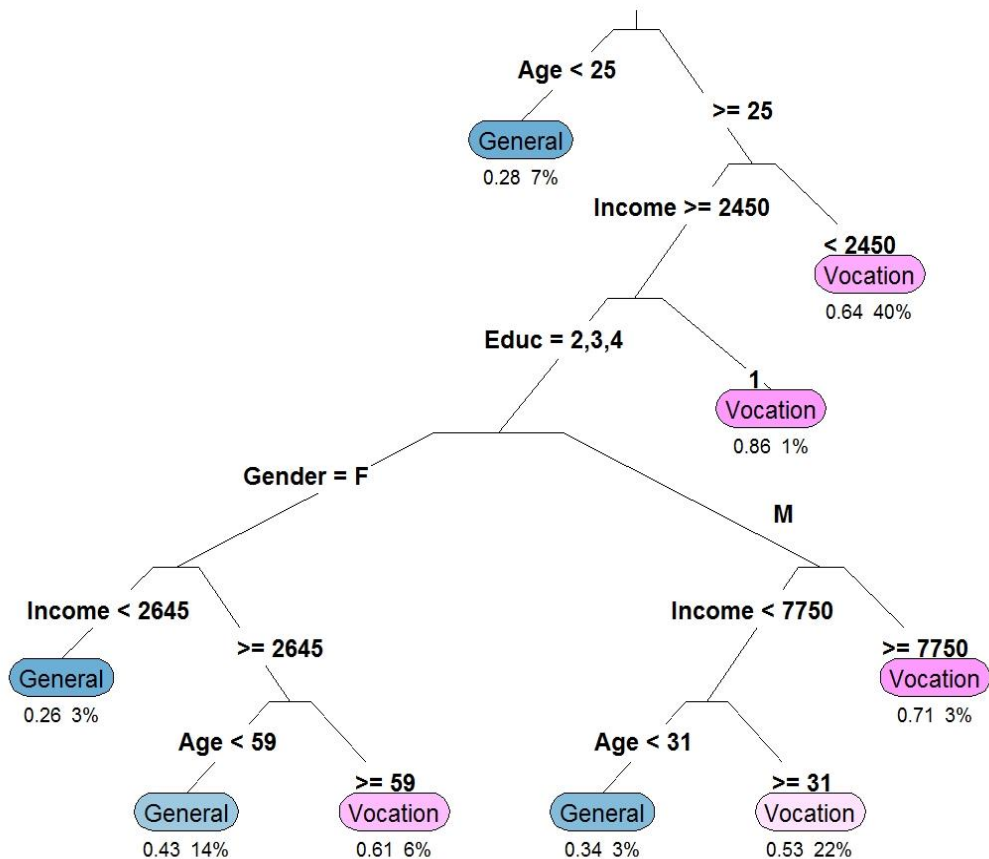 Age < 25
>= 25
General
0.28 7%
Income >= 2450
< 2450
Vocation
0.64 40%
Educ = 2,3,4
1
Vocation
0.86 1%
Gender = F
M
Income < 2645
Income < 7750
>= 2645
>= 7750
General
Vocation
0.26 3%
0.71 3%
Age < 59
Age < 31
>= 59
>= 31
General
Vocation
General
Vocation
0.43 14%
0.61 6%
0.34 3%
0.53 22%